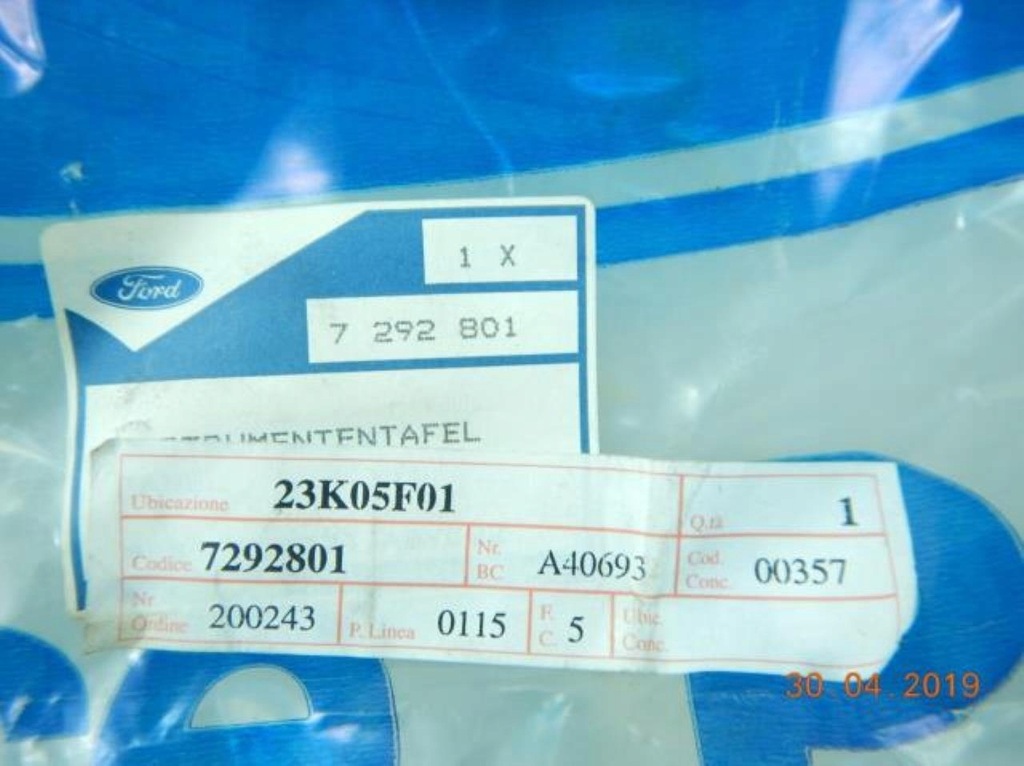 Ford
1 X
7 292 801
INSTRUMENTENTAFEL
Ubicazione 23K05F01 Q.tà 1
Codice 7292801 Nr. BC A40693 Cod. Conc. 00357
Nr. Ordine 200243 P. Linea 0115 F. C. 5 Ubic. Conc.
30.04.2019